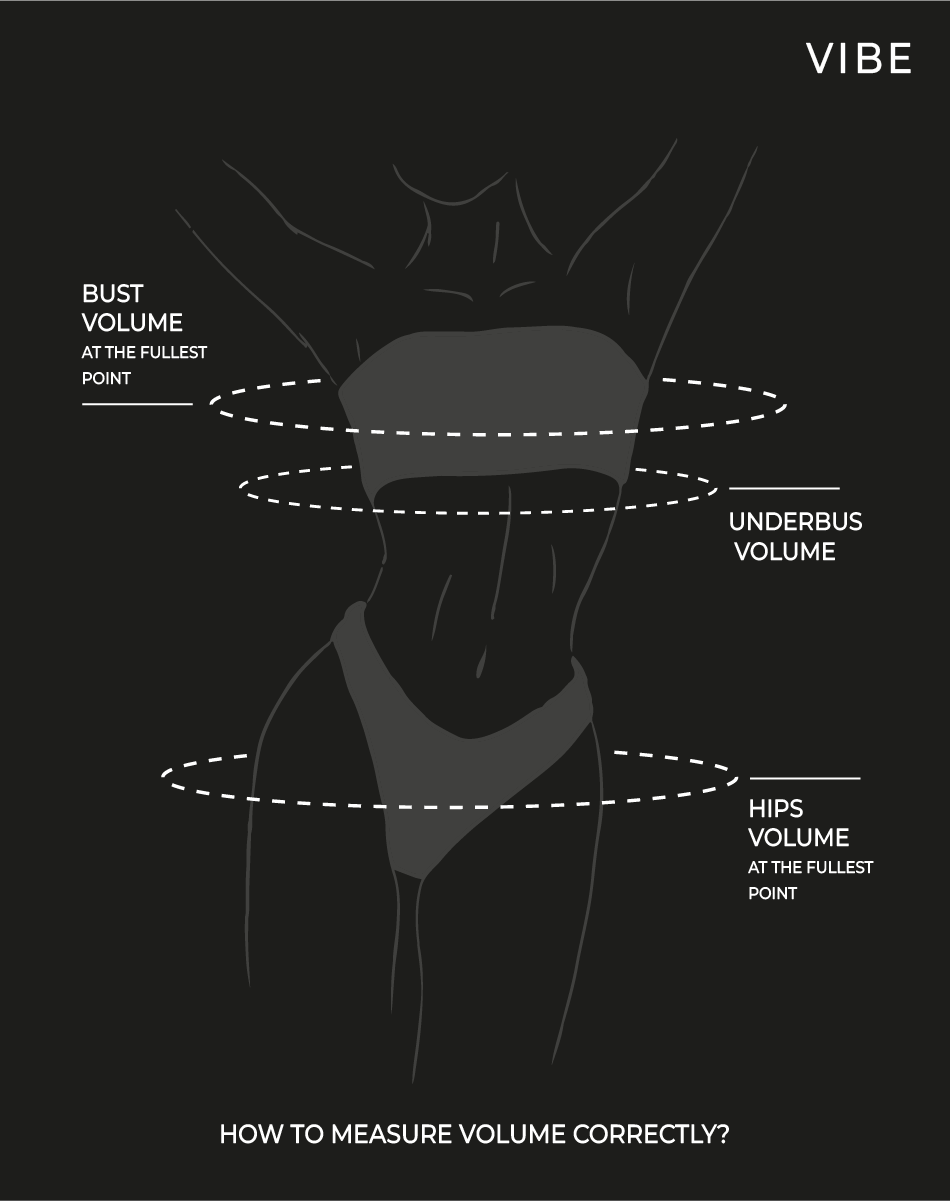 VIBE
BUST
VOLUME
AT THE FULLEST
POINT
UNDERBUS
VOLUME
HIPS
VOLUME
AT THE FULLEST
POINT
HOW TO MEASURE VOLUME CORRECTLY?